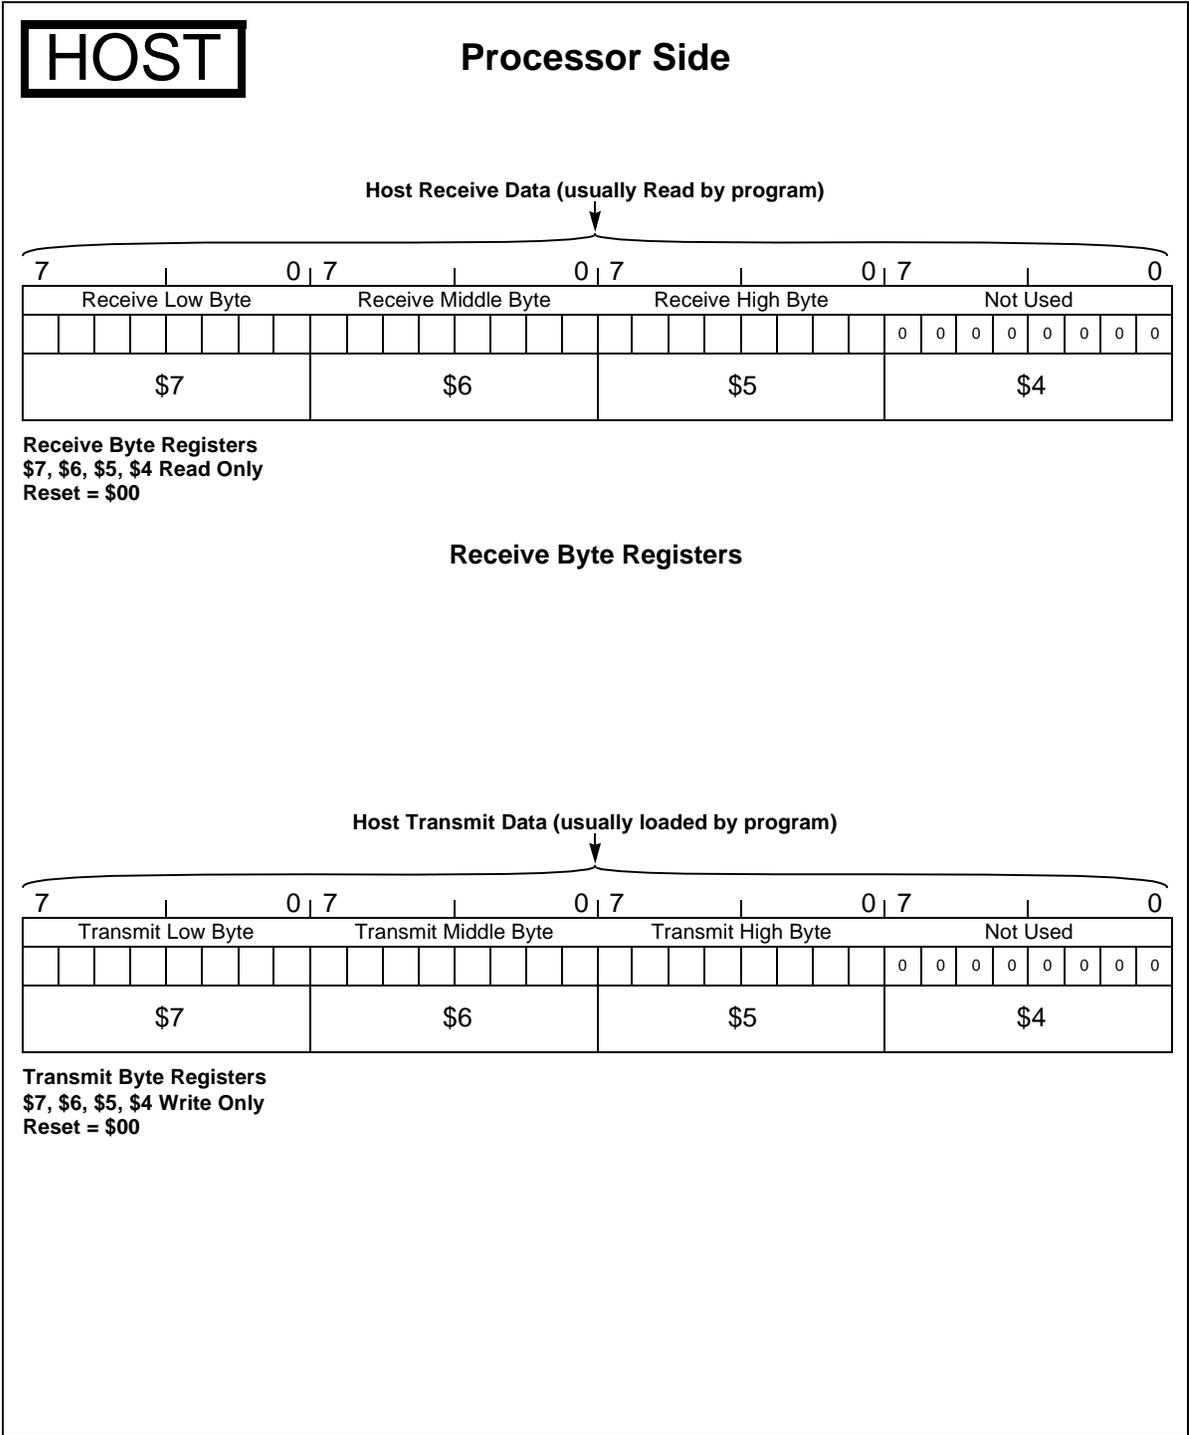 HOST
Processor Side
Host Receive Data (usually Read by program)
7 0 7 0 7 0 7 0
Receive Low Byte Receive Middle Byte Receive High Byte Not Used
0 0 0 0 0 0 0 0
$7 $6 $5 $4
Receive Byte Registers
$7, $6, $5, $4 Read Only
Reset = $00
Receive Byte Registers
Host Transmit Data (usually loaded by program)
7 0 7 0 7 0 7 0
Transmit Low Byte Transmit Middle Byte Transmit High Byte Not Used
0 0 0 0 0 0 0 0
$7 $6 $5 $4
Transmit Byte Registers
$7, $6, $5, $4 Write Only
Reset = $00